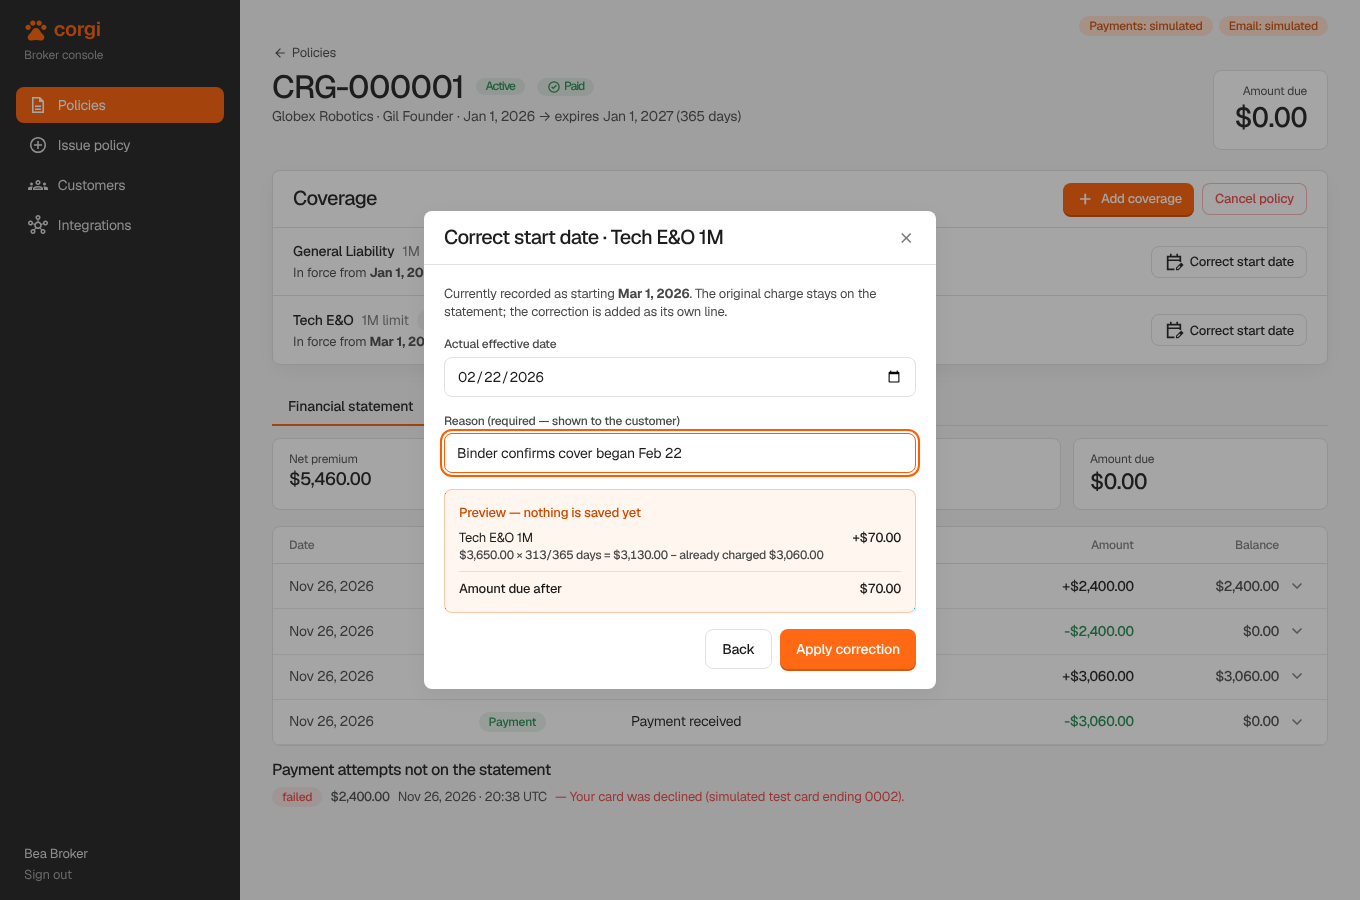 corgi
Broker console
Policies
Issue policy
Customers
Integrations
Bea Broker
Sign out
Payments: simulated
Email: simulated
← Policies
CRG-000001
Active
Paid
Globex Robotics · Gil Founder · Jan 1, 2026 → expires Jan 1, 2027 (365 days)
Amount due
$0.00
Coverage
+ Add coverage
Cancel policy
General Liability 1M
In force from Jan 1, 20
Correct start date
Tech E&O 1M limit
In force from Mar 1, 20
Correct start date
Correct start date · Tech E&O 1M
Currently recorded as starting Mar 1, 2026. The original charge stays on the
statement; the correction is added as its own line.
Actual effective date
02/22/2026
Reason (required — shown to the customer)
Binder confirms cover began Feb 22
Preview — nothing is saved yet
Tech E&O 1M +$70.00
$3,650.00 × 313/365 days = $3,130.00 − already charged $3,060.00
Amount due after $70.00
Back
Apply correction
Financial statement
Net premium
$5,460.00
Amount due
$0.00
Date Amount Balance
Nov 26, 2026 +$2,400.00 $2,400.00
Nov 26, 2026 -$2,400.00 $0.00
Nov 26, 2026 +$3,060.00 $3,060.00
Nov 26, 2026 Payment Payment received -$3,060.00 $0.00
Payment attempts not on the statement
failed $2,400.00 Nov 26, 2026 · 20:38 UTC — Your card was declined (simulated test card ending 0002).